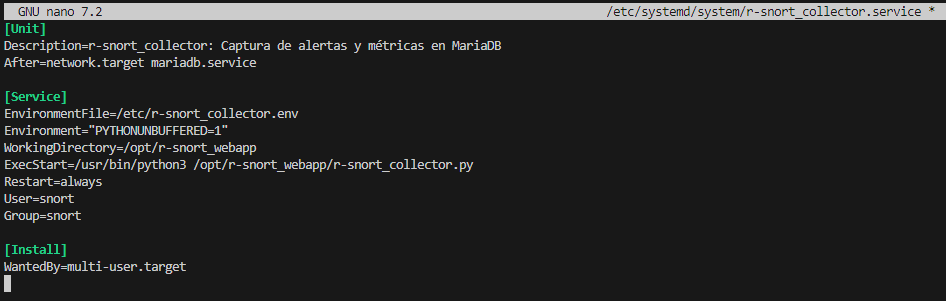 GNU nano 7.2 /etc/systemd/system/r-snort_collector.service *
[Unit]
Description=r-snort_collector: Captura de alertas y métricas en MariaDB
After=network.target mariadb.service
[Service]
EnvironmentFile=/etc/r-snort_collector.env
Environment="PYTHONUNBUFFERED=1"
WorkingDirectory=/opt/r-snort_webapp
ExecStart=/usr/bin/python3 /opt/r-snort_webapp/r-snort_collector.py
Restart=always
User=snort
Group=snort
[Install]
WantedBy=multi-user.target